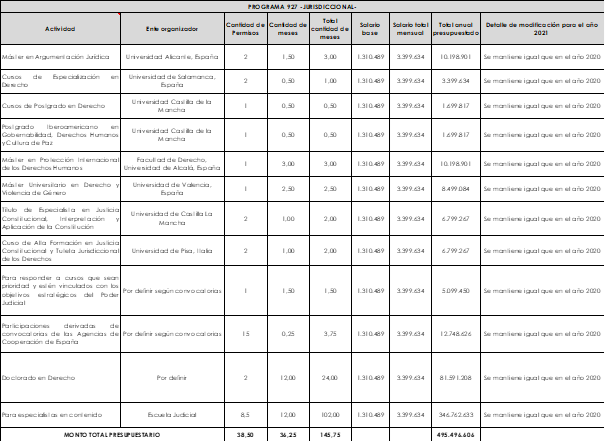 PROGRAMA 927 -JURISDICCIONAL-
Actividad | Ente organizador | Cantidad de Permisos | Cantidad de meses | Total cantidad de meses | Salario base | Salario total mensual | Total anual presupuestado | Detalle de modificación para el año 2021
Máster en Argumentación Jurídica | Universidad Alicante, España | 2 | 1,50 | 3,00 | 1.310.489 | 3.399.634 | 10.198.901 | Se mantiene igual que en el año 2020
Cursos de Especialización en Derecho | Universidad de Salamanca, España | 2 | 0,50 | 1,00 | 1.310.489 | 3.399.634 | 3.399.634 | Se mantiene igual que en el año 2020
Cursos de Postgrado en Derecho | Universidad Castilla de la Mancha | 1 | 0,50 | 0,50 | 1.310.489 | 3.399.634 | 1.699.817 | Se mantiene igual que en el año 2020
Postgrado Iberoamericano en Gobernabilidad, Derechos Humanos y Cultura de Paz | Universidad Castilla de la Mancha | 1 | 0,50 | 0,50 | 1.310.489 | 3.399.634 | 1.699.817 | Se mantiene igual que en el año 2020
Máster en Protección Internacional de los Derechos Humanos | Facultad de Derecho, Universidad de Alcalá, España | 1 | 3,00 | 3,00 | 1.310.489 | 3.399.634 | 10.198.901 | Se mantiene igual que en el año 2020
Máster Universitario en Derecho y Violencia de Género | Universidad de Valencia, España | 1 | 2,50 | 2,50 | 1.310.489 | 3.399.634 | 8.499.084 | Se mantiene igual que en el año 2020
Título de Especialista en Justicia Constitucional, Interpretación y Aplicación de la Constitución | Universidad de Castilla La Mancha | 2 | 1,00 | 2,00 | 1.310.489 | 3.399.634 | 6.799.267 | Se mantiene igual que en el año 2020
Curso de Alta Formación en Justicia Constitucional y Tutela Jurisdiccional de los Derechos | Universidad de Pisa, Italia | 2 | 1,00 | 2,00 | 1.310.489 | 3.399.634 | 6.799.267 | Se mantiene igual que en el año 2020
Para responder a cursos que sean prioridad y estén vinculados con los objetivos estratégicos del Poder Judicial | Por definir según convocatorias | 1 | 1,50 | 1,50 | 1.310.489 | 3.399.634 | 5.099.450 | Se mantiene igual que en el año 2020
Participaciones derivadas de convocatorias de las Agencias de Cooperación de España | Por definir según convocatorias | 15 | 0,25 | 3,75 | 1.310.489 | 3.399.634 | 12.748.626 | Se mantiene igual que en el año 2020
Doctorado en Derecho | Por definir | 2 | 12,00 | 24,00 | 1.310.489 | 3.399.634 | 81.591.208 | Se mantiene igual que en el año 2020
Para especialistas en contenido | Escuela Judicial | 8,5 | 12,00 | 102,00 | 1.310.489 | 3.399.634 | 346.762.633 | Se mantiene igual que en el año 2020
MONTO TOTAL PRESUPUESTARIO | 38,50 | 36,25 | 145,75 | 495.496.606